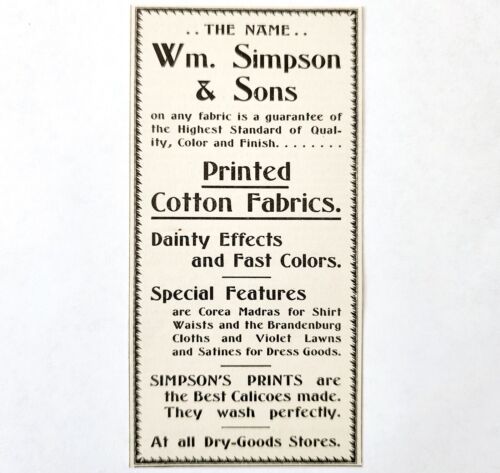 .. THE NAME ..
Wm. Simpson
& Sons
on any fabric is a guarantee of
the Highest Standard of Qual-
ity, Color and Finish. . . . . . . .
Printed
Cotton Fabrics.
Dainty Effects
and Fast Colors.
Special Features
are Corea Madras for Shirt
Waists and the Brandenburg
Cloths and Violet Lawns
and Satines for Dress Goods.
SIMPSON'S PRINTS are
the Best Calicoes made.
They wash perfectly.
At all Dry-Goods Stores.